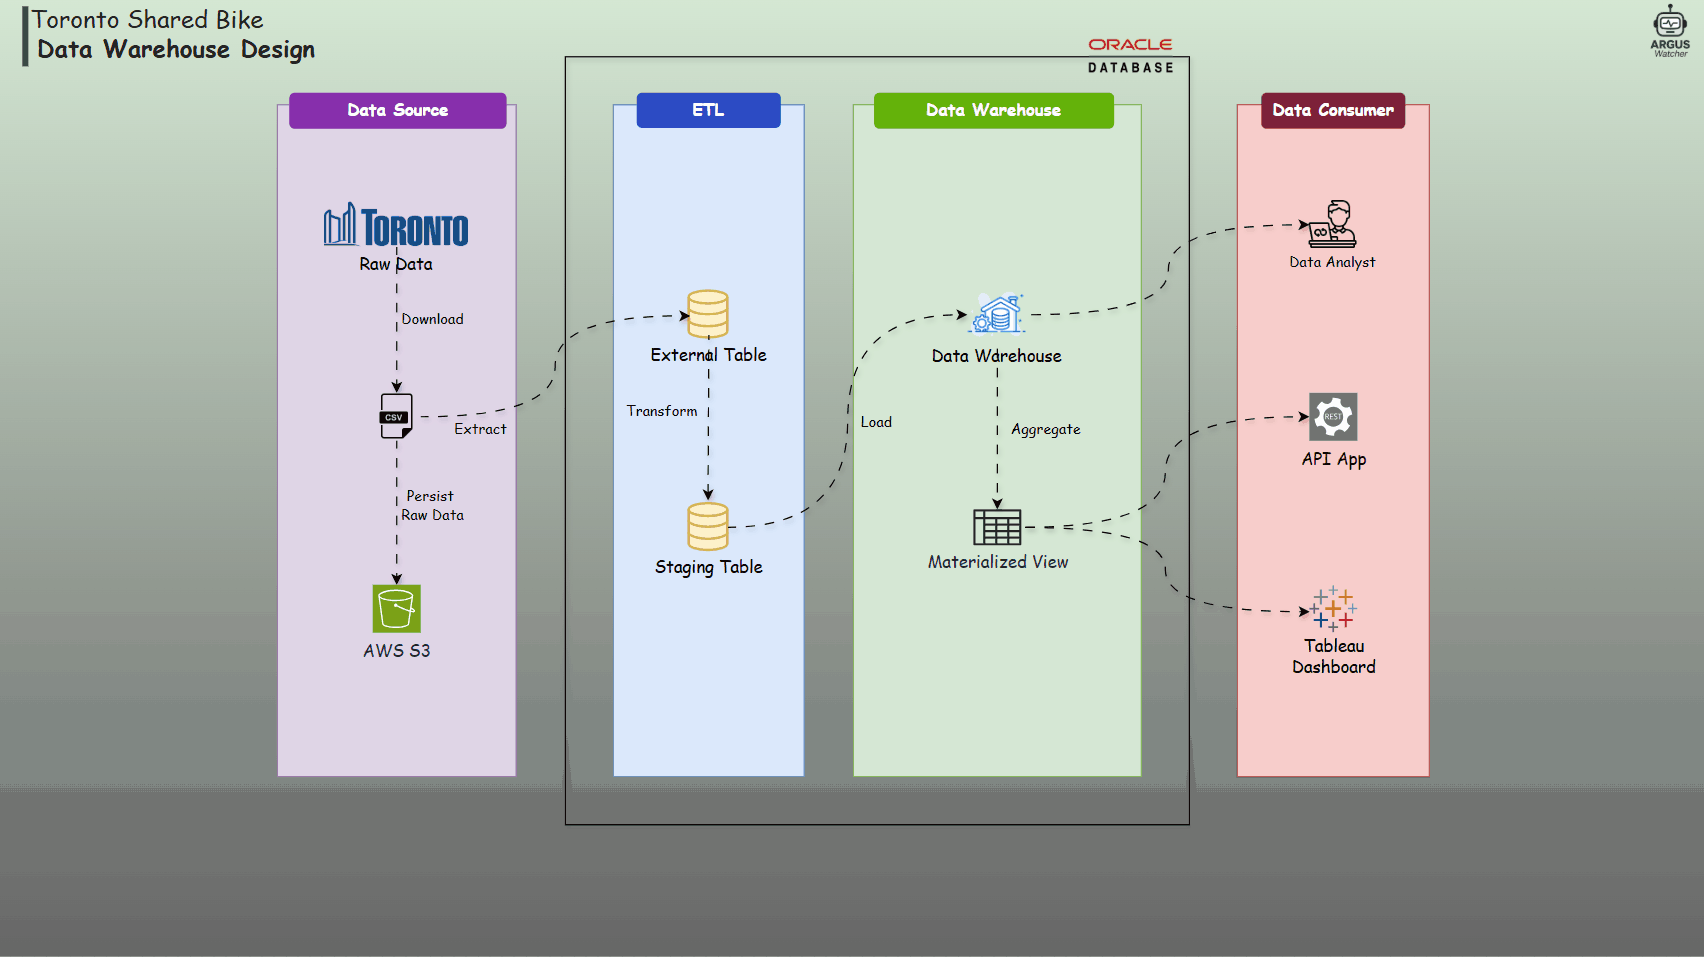 Toronto Shared Bike
Data Warehouse Design
ARGUS
Watcher
ORACLE
DATABASE
Data Source
ETL
Data Warehouse
Data Consumer
TORONTO
Raw Data
Download
CSV
Extract
Persist
Raw Data
AWS S3
External Table
Transform
Staging Table
Load
Data Warehouse
Aggregate
Materialized View
Data Analyst
REST
API App
Tableau
Dashboard